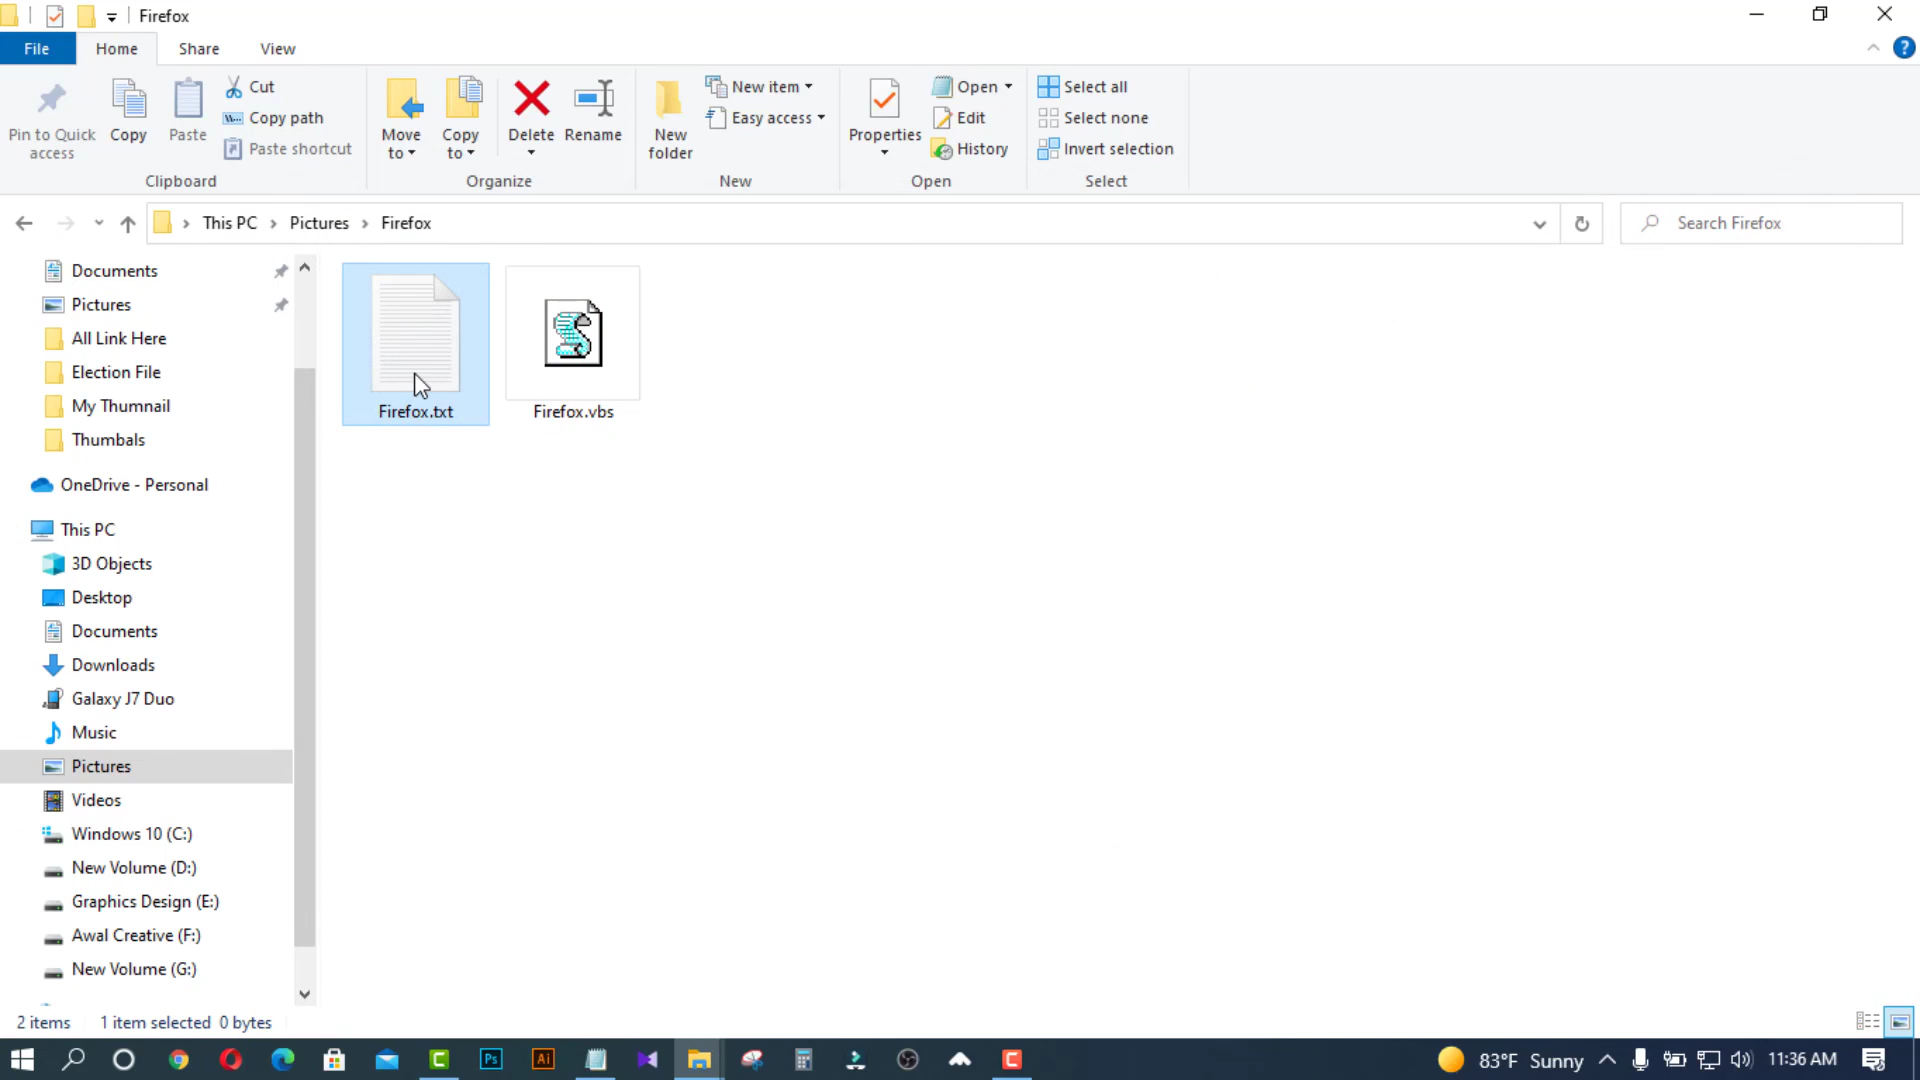 Firefox
File Home Share View
Pin to Quick access
Copy
Paste
Cut
Copy path
Paste shortcut
Clipboard
Move to
Copy to
Delete
Rename
Organize
New folder
New item
Easy access
New
Properties
Open
Edit
History
Open
Select all
Select none
Invert selection
Select
This PC Pictures Firefox
Search Firefox
Documents
Pictures
All Link Here
Election File
My Thumnail
Thumbals
OneDrive - Personal
This PC
3D Objects
Desktop
Documents
Downloads
Galaxy J7 Duo
Music
Pictures
Videos
Windows 10 (C:)
New Volume (D:)
Graphics Design (E:)
Awal Creative (F:)
New Volume (G:)
Firefox.txt
Firefox.vbs
2 items 1 item selected 0 bytes
Ps
Ai
83°F Sunny
11:36 AM